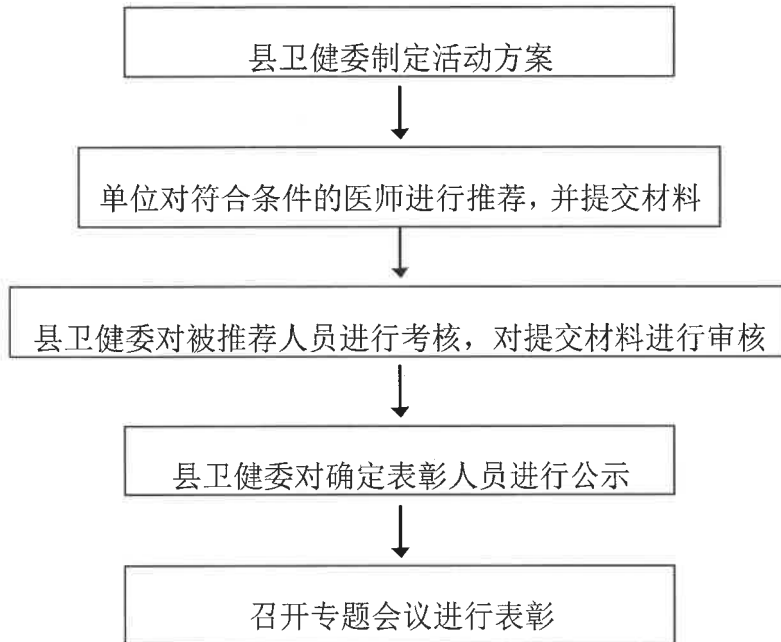 县卫健委制定活动方案
单位对符合条件的医师进行推荐，并提交材料
县卫健委对被推荐人员进行考核，对提交材料进行审核
县卫健委对确定表彰人员进行公示
召开专题会议进行表彰